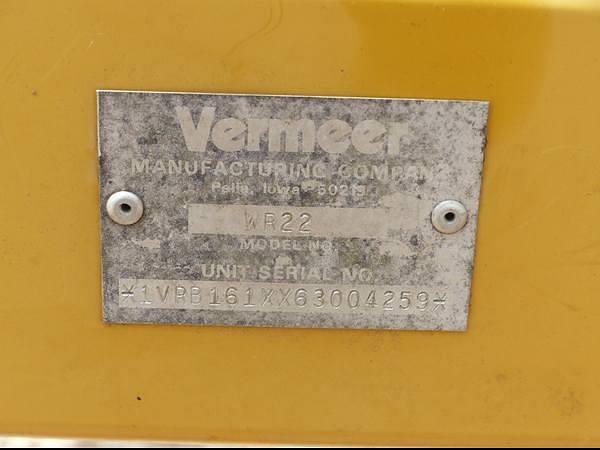 Vermeer
MANUFACTURING COMPANY
Pella, Iowa 50219
WR22
MODEL NO.
UNIT SERIAL NO.
*1VRB161XX63004259*